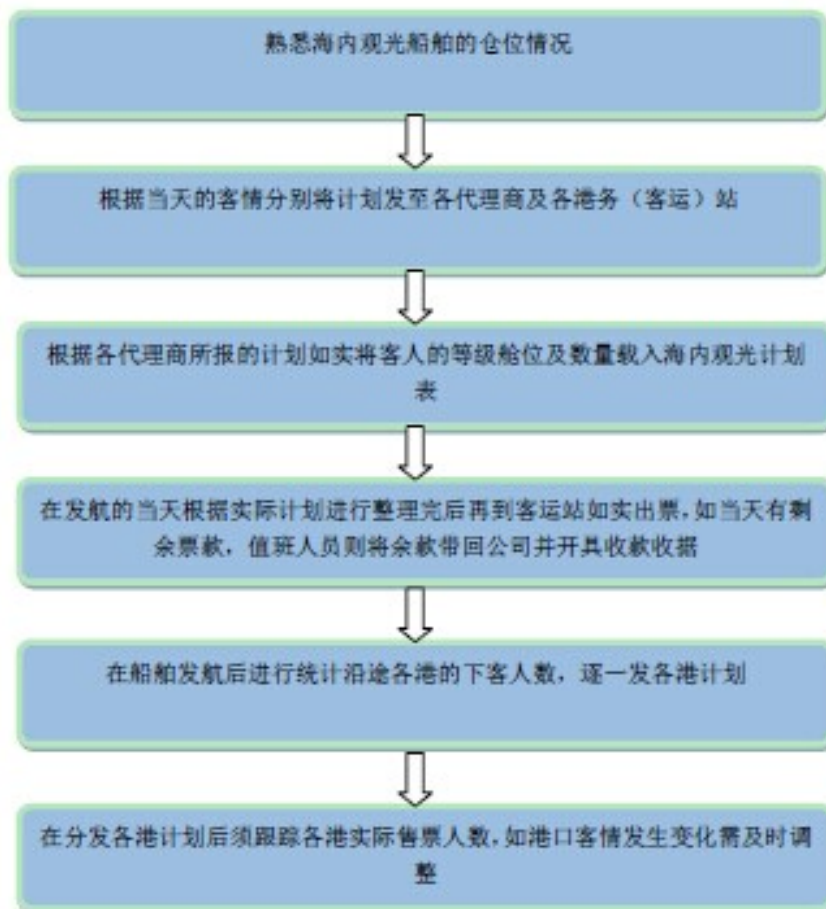 熟悉海内观光船舶的仓位情况
根据当天的客情分别将计划发至各代理商及各港务（客运）站
根据各代理商所报的计划如实将客人的等级舱位及数量载入海内观光计划
表
在发航的当天根据实际计划进行整理完后再到客运站如实出票，如当天有剩
余票款，值班人员则将余款带回公司并开具收款收据
在船舶发航后进行统计沿途各港的下客人数，逐一发各港计划
在分发各港计划后须跟踪各港实际售票人数，如港口客情发生变化需及时调
整